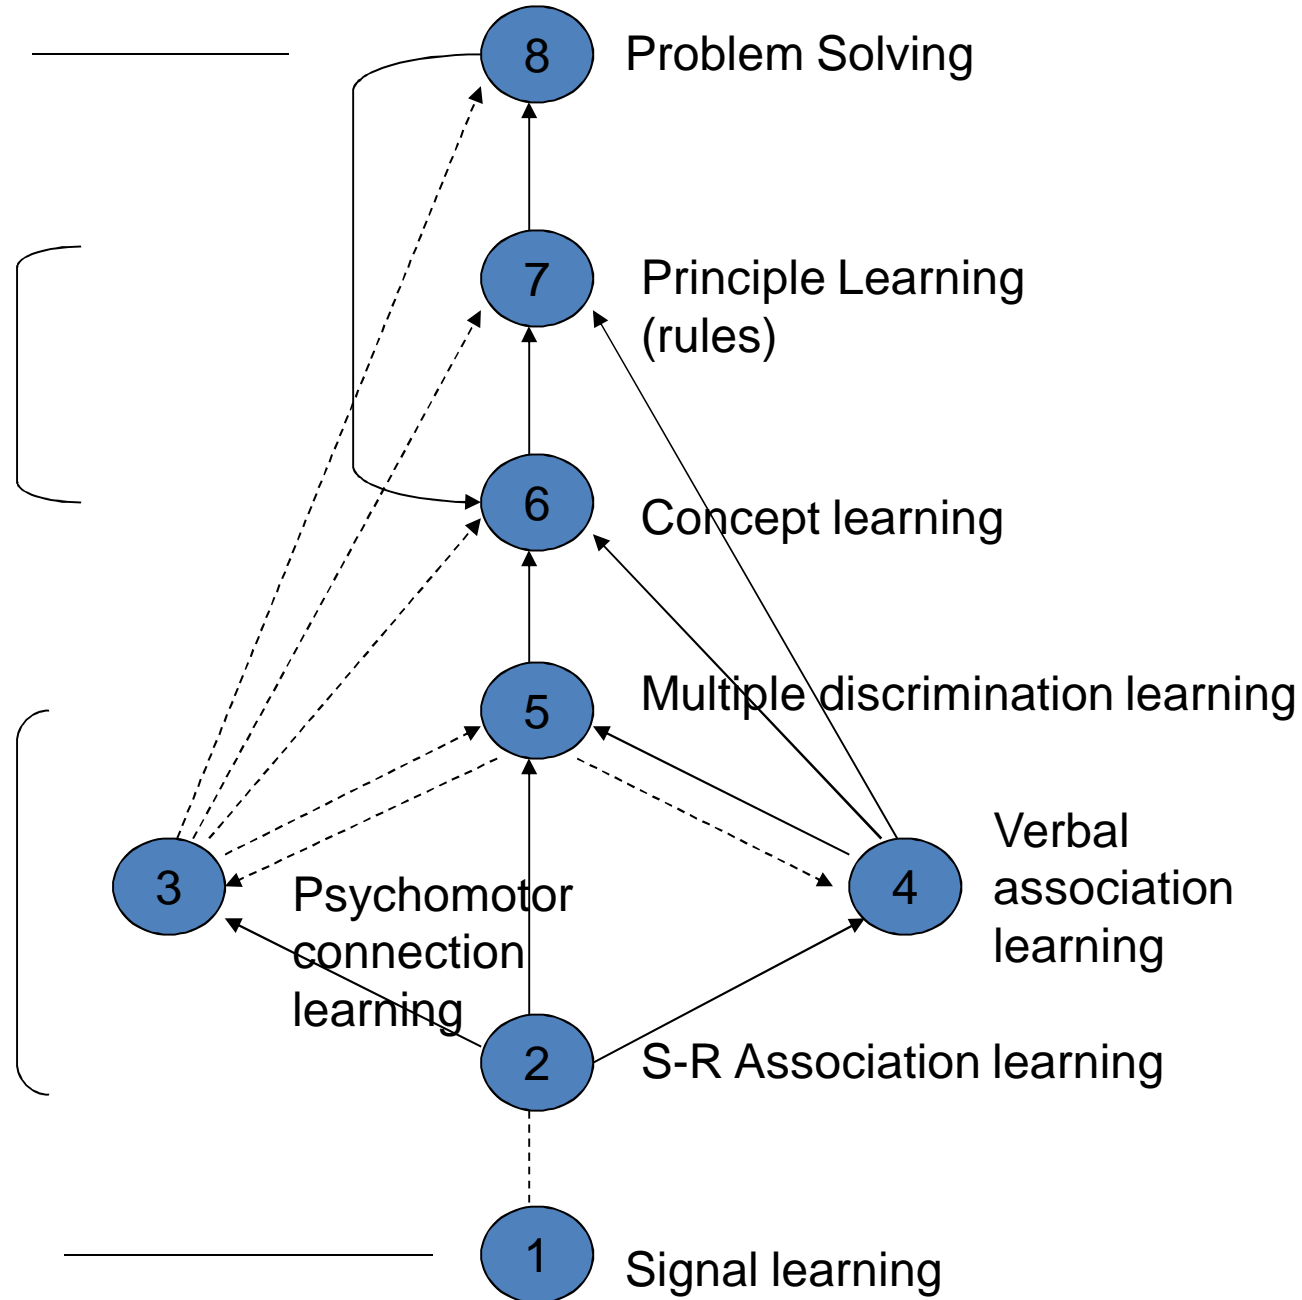 8
Problem Solving
7
Principle Learning
(rules)
6
Concept learning
5
Multiple discrimination learning
3
Psychomotor
connection
learning
4
Verbal
association
learning
2
S-R Association learning
1
Signal learning